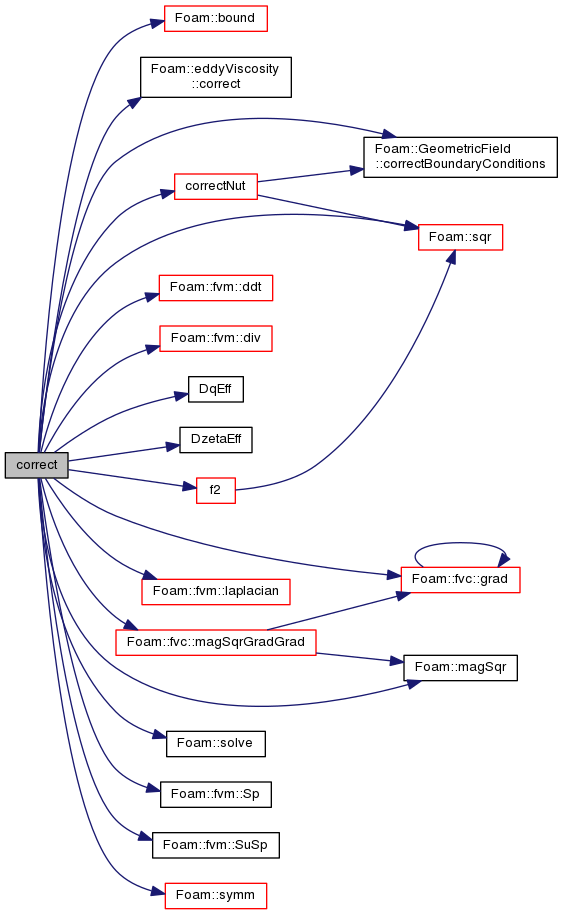 Foam::bound
Foam::eddyViscosity
::correct
Foam::GeometricField
::correctBoundaryConditions
correctNut
Foam::sqr
Foam::fvm::ddt
Foam::fvm::div
DqEff
DzetaEff
correct
f2
Foam::fvc::grad
Foam::fvm::laplacian
Foam::fvc::magSqrGradGrad
Foam::magSqr
Foam::solve
Foam::fvm::Sp
Foam::fvm::SuSp
Foam::symm